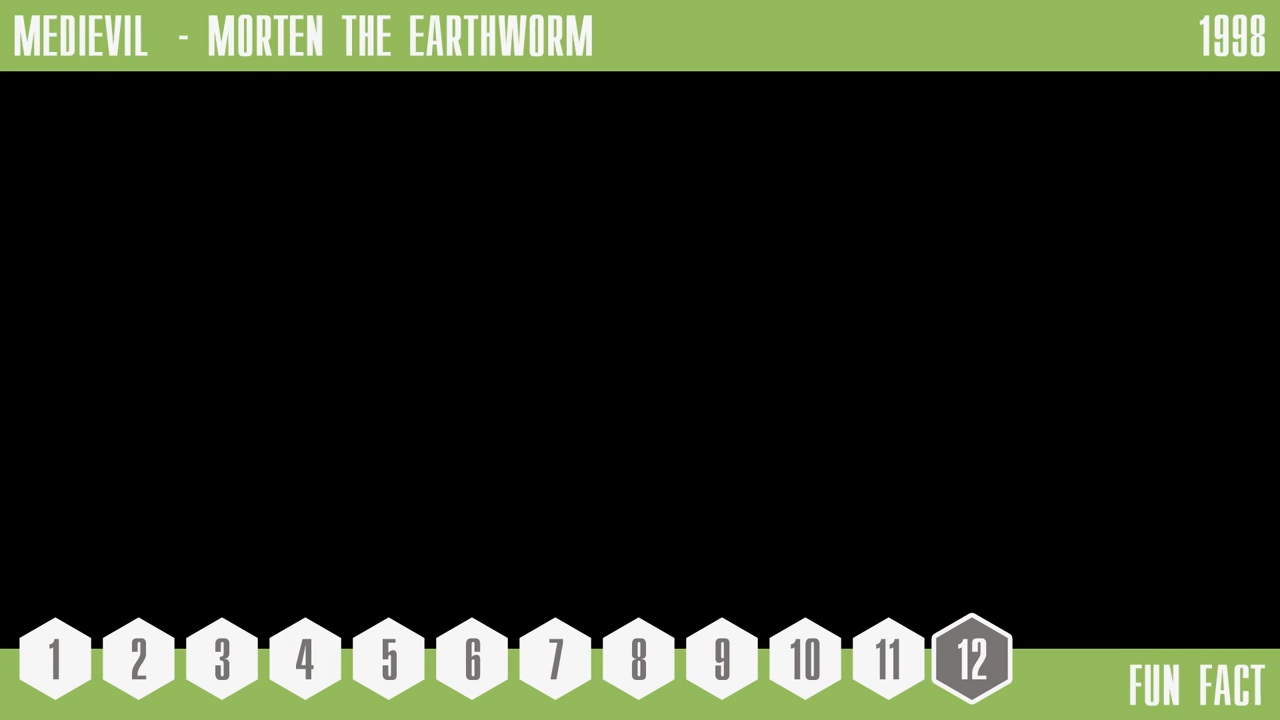 MEDIEVIL - MORTEN THE EARTHWORM
1998
1 2 3 4 5 6 7 8 9 10 11 12
FUN FACT